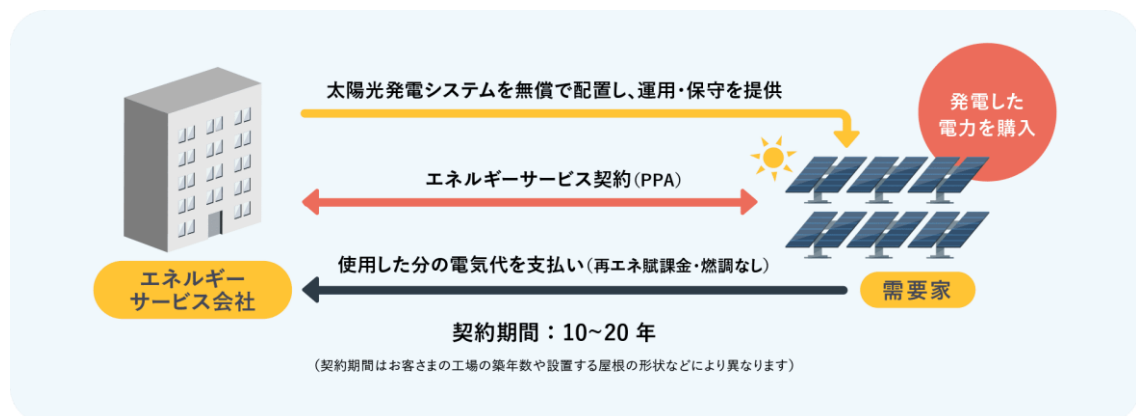 太陽光発電システムを無償で配置し、運用・保守を提供
発電した
電力を購入
エネルギーサービス契約(PPA)
使用した分の電気代を支払い(再エネ賦課金・燃調なし)
エネルギー
サービス会社
需要家
契約期間：10~20 年
(契約期間はお客さまの工場の築年数や設置する屋根の形状などにより異なります)